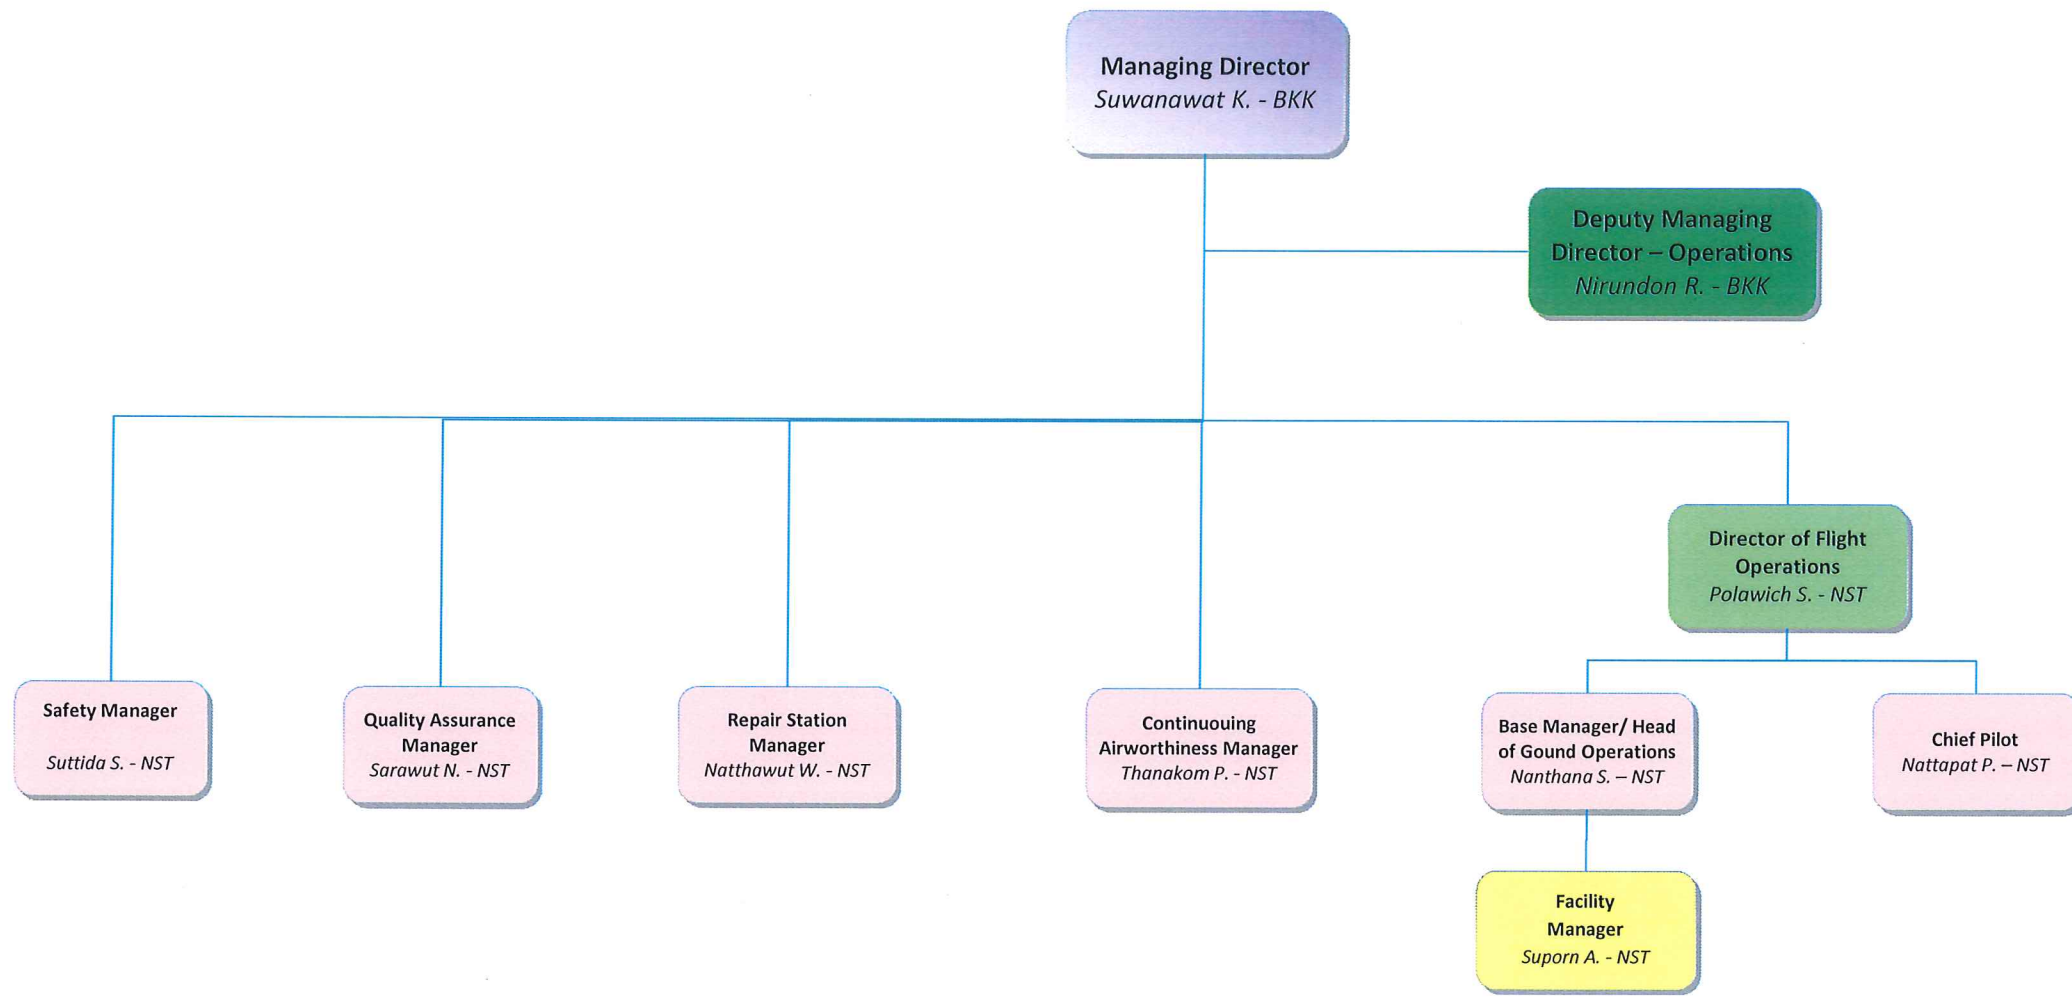 Managing Director
Suwanawat K. - BKK
Deputy Managing
Director – Operations
Nirundon R. - BKK
Director of Flight
Operations
Polawich S. - NST
Safety Manager
Suttida S. - NST
Quality Assurance
Manager
Sarawut N. - NST
Repair Station
Manager
Natthawut W. - NST
Continuouing
Airworthiness Manager
Thanakom P. - NST
Base Manager/ Head
of Gound Operations
Nanthana S. – NST
Chief Pilot
Nattapat P. – NST
Facility
Manager
Suporn A. - NST